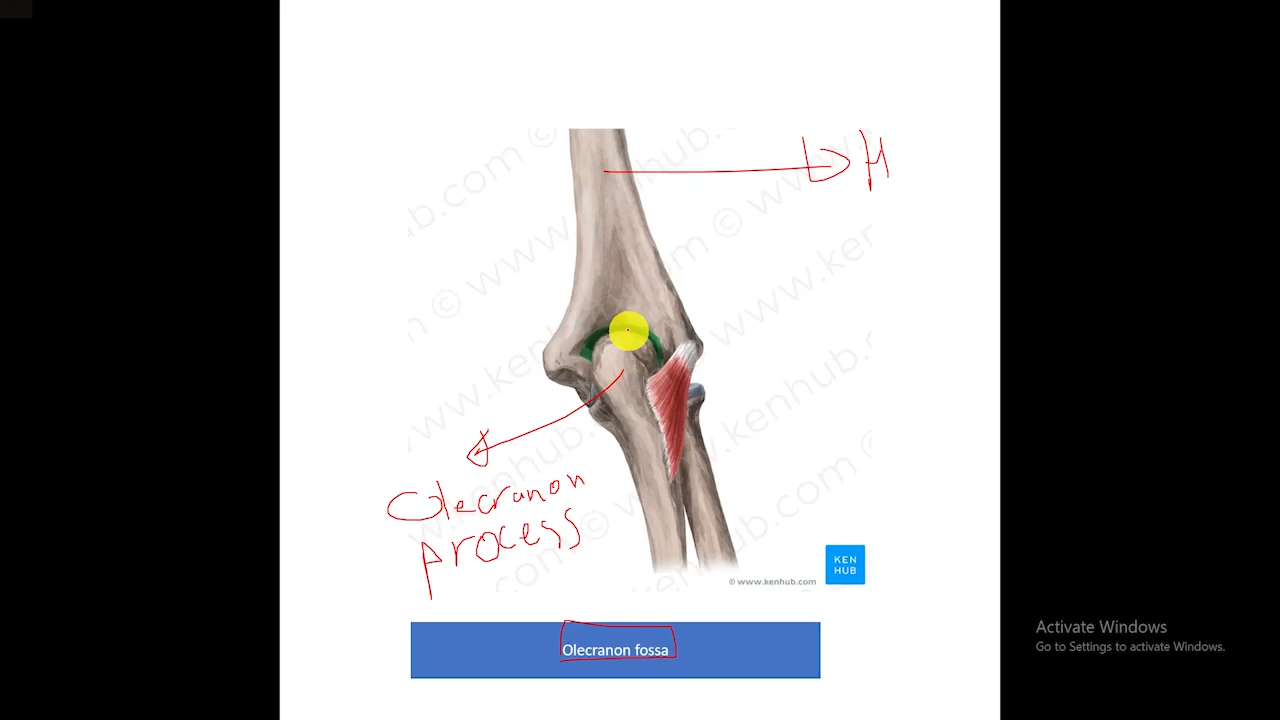 H
Olecranon
process
KEN
HUB
© www.kenhub.com
Olecranon fossa
Activate Windows
Go to Settings to activate Windows.